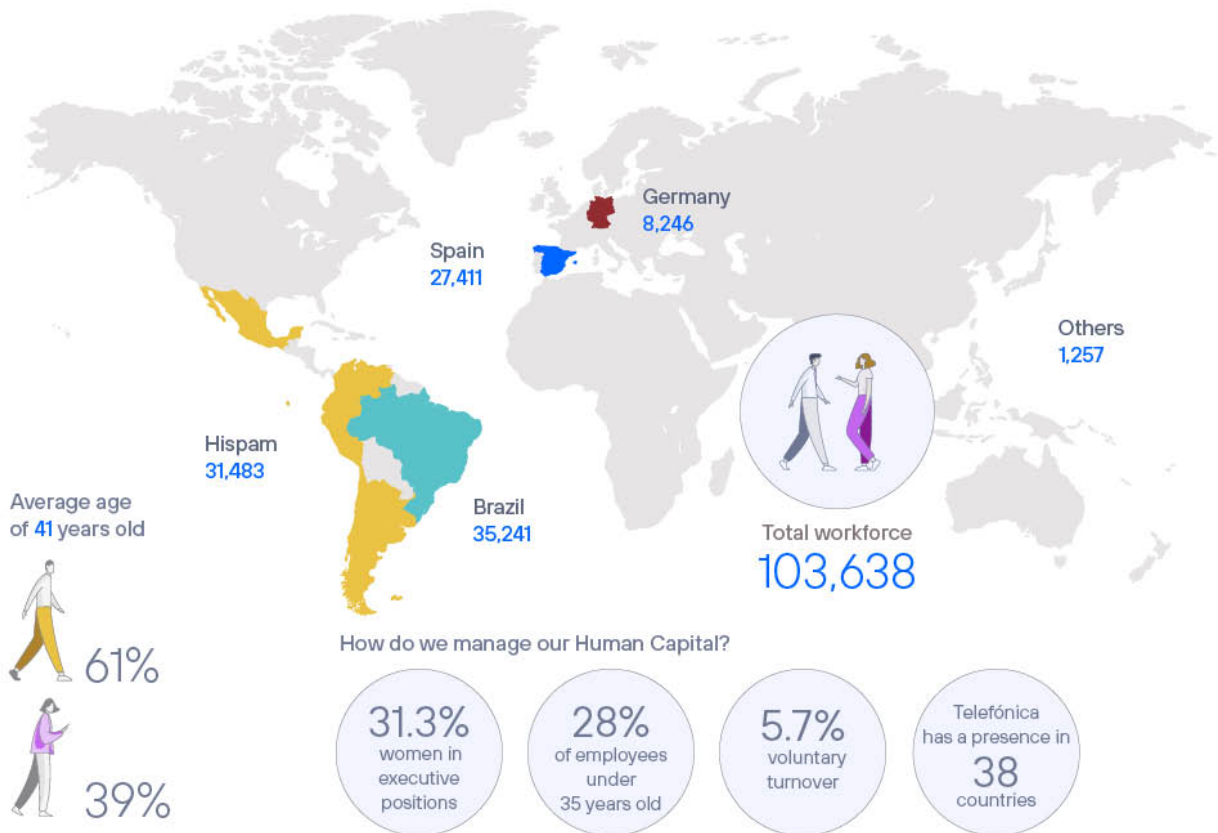 Germany
8,246
Spain
27,411
Others
1,257
Hispam
31,483
Brazil
35,241
Average age
of 41 years old
61%
39%
Total workforce
103,638
How do we manage our Human Capital?
31.3%
women in
executive
positions
28%
of employees
under
35 years old
5.7%
voluntary
turnover
Telefónica
has a presence in
38
countries